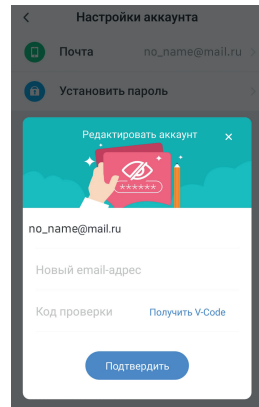 Настройки аккаунта
Почта no_name@mail.ru
Установить пароль
Редактировать аккаунт
******
no_name@mail.ru
Новый email-адрес
Код проверки Получить V-Code
Подтвердить